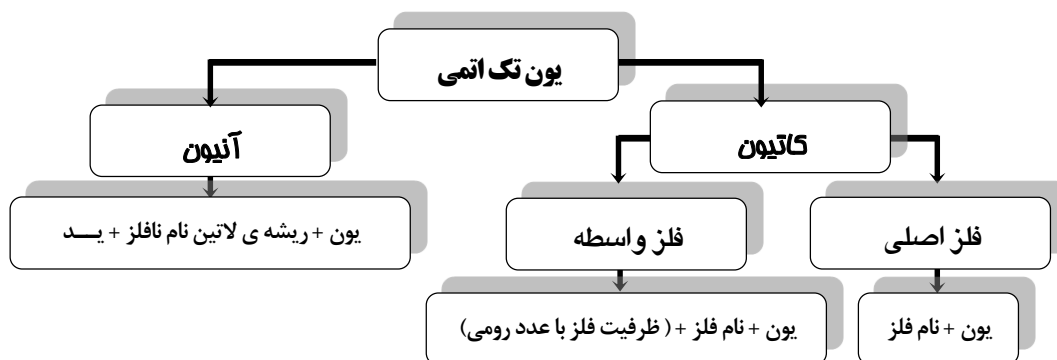 یون تک اتمی
کاتیون
آنیون
فلز اصلی
فلز واسطه
یون + ریشه ی لاتین نام نافلز + یــد
یون + نام فلز
یون + نام فلز + ( ظرفیت فلز با عدد رومی)